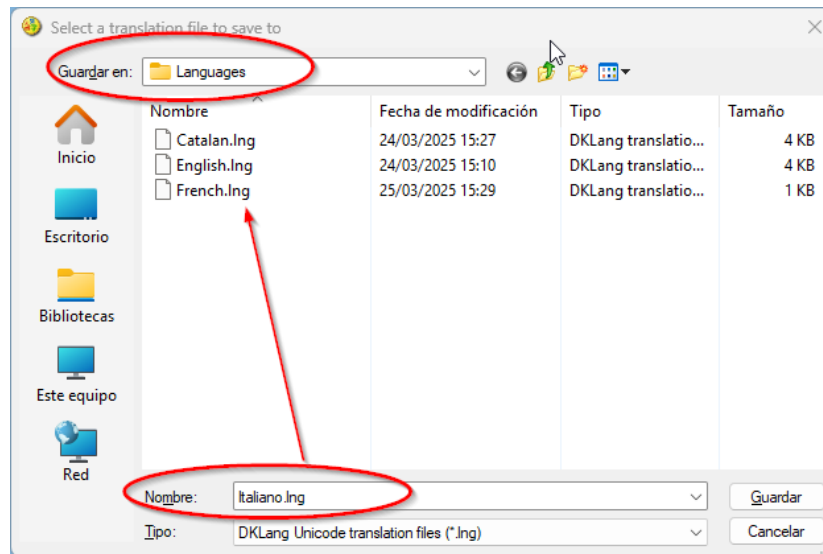 Select a translation file to save to
Guardar en: Languages
Nombre Fecha de modificación Tipo Tamaño
Catalan.lng 24/03/2025 15:27 DKLang translatio... 4 KB
English.lng 24/03/2025 15:10 DKLang translatio... 4 KB
French.lng 25/03/2025 15:29 DKLang translatio... 1 KB
Inicio
Escritorio
Bibliotecas
Este equipo
Red
Nombre: Italiano.lng Guardar
Tipo: DKLang Unicode translation files (*.lng) Cancelar